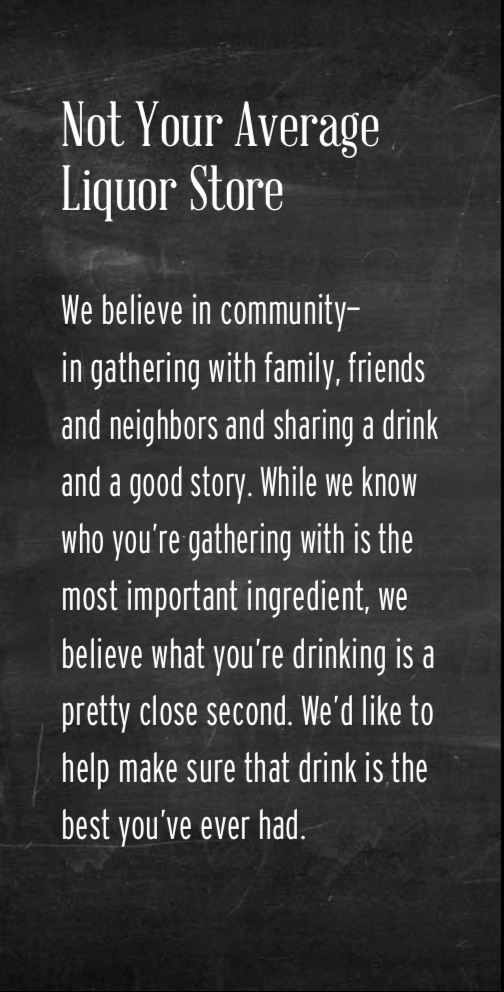 Not Your Average
Liquor Store
We believe in community–
in gathering with family, friends
and neighbors and sharing a drink
and a good story. While we know
who you're gathering with is the
most important ingredient, we
believe what you're drinking is a
pretty close second. We'd like to
help make sure that drink is the
best you've ever had.